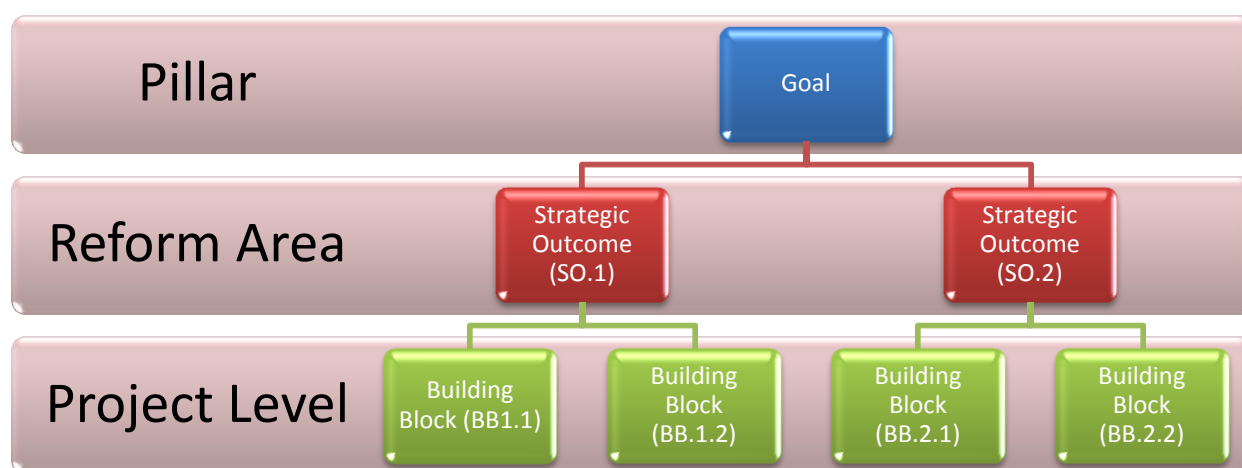 Pillar
Goal
Reform Area
Strategic
Outcome
(SO.1)
Strategic
Outcome
(SO.2)
Project Level
Building
Block (BB1.1)
Building
Block
(BB.1.2)
Building
Block
(BB.2.1)
Building
Block
(BB.2.2)